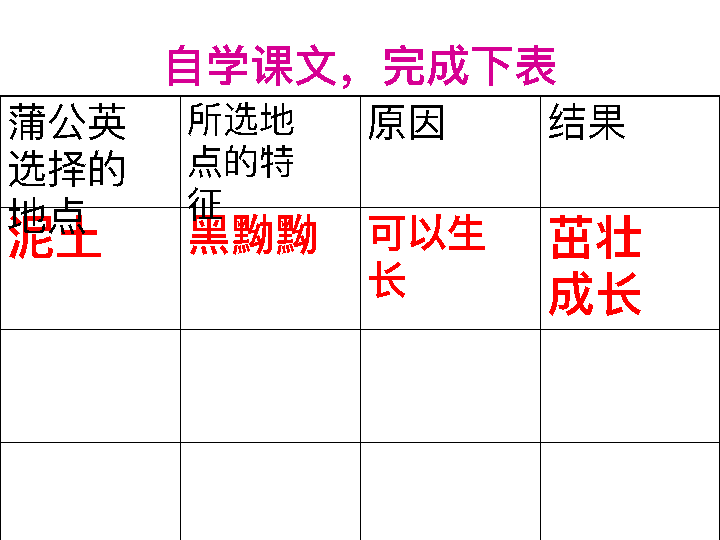 自学课文，完成下表
蒲公英
选择的
地点
所选地
点的特
征
原因
结果
泥土
黑黝黝
可以生
长
茁壮
成长